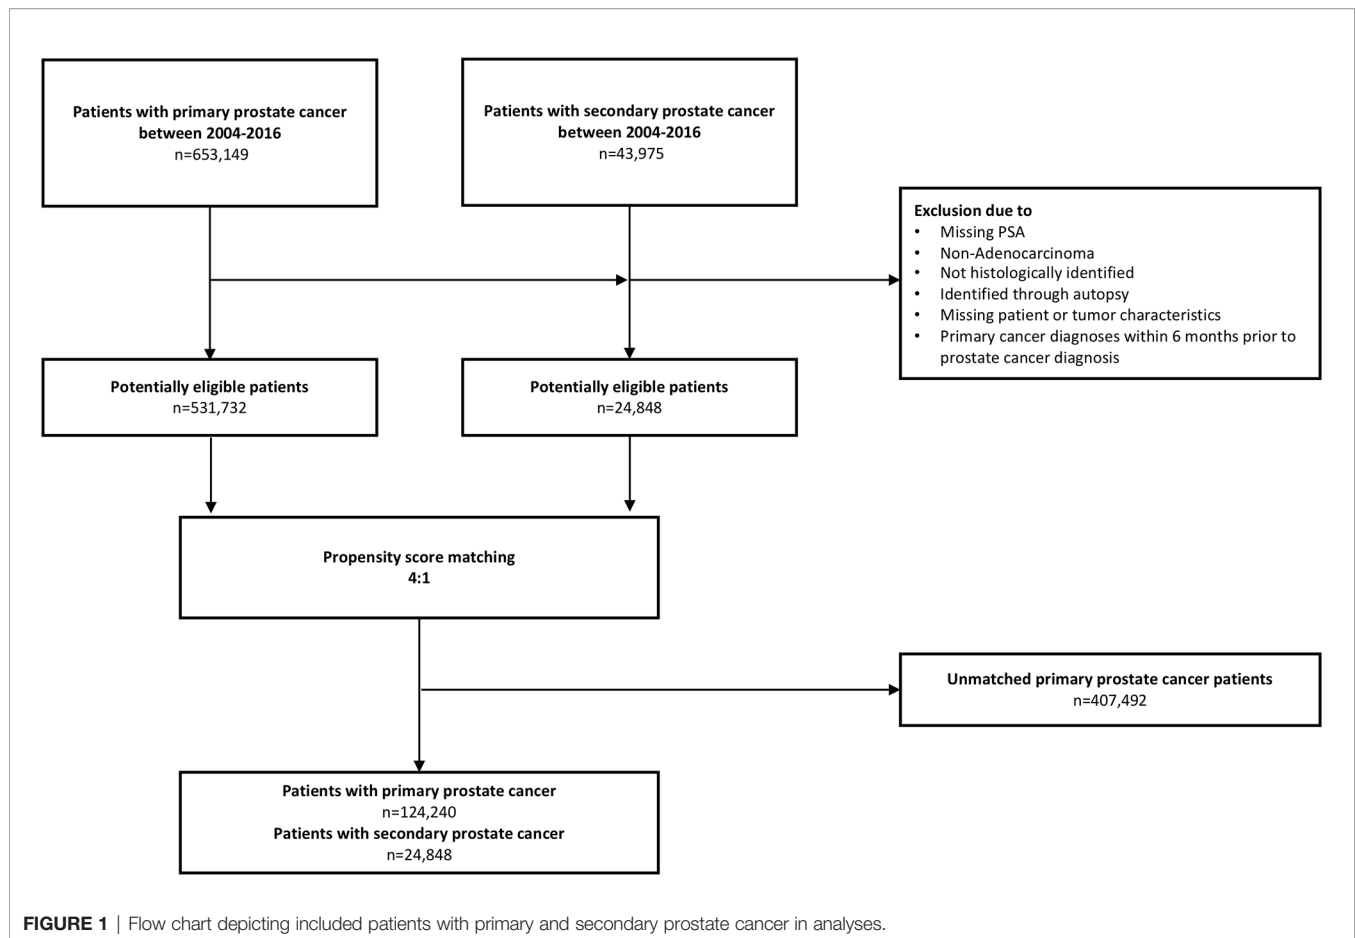 Patients with primary prostate cancer
between 2004-2016
n=653,149
Patients with secondary prostate cancer
between 2004-2016
n=43,975
Exclusion due to
• Missing PSA
• Non-Adenocarcinoma
• Not histologically identified
• Identified through autopsy
• Missing patient or tumor characteristics
• Primary cancer diagnoses within 6 months prior to
prostate cancer diagnosis
Potentially eligible patients
n=531,732
Potentially eligible patients
n=24,848
Propensity score matching
4:1
Unmatched primary prostate cancer patients
n=407,492
Patients with primary prostate cancer
n=124,240
Patients with secondary prostate cancer
n=24,848
FIGURE 1 | Flow chart depicting included patients with primary and secondary prostate cancer in analyses.